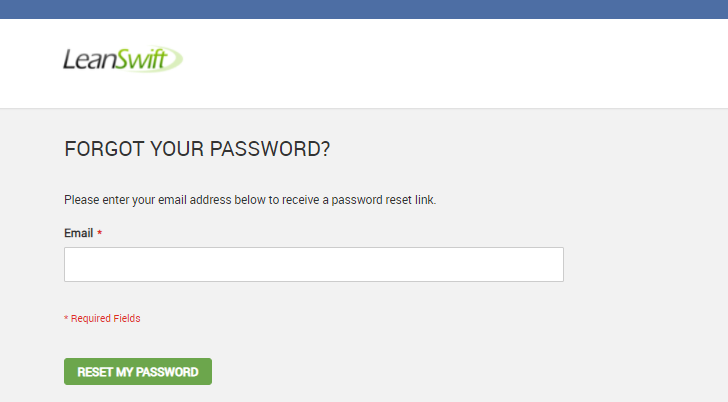 LeanSwift
FORGOT YOUR PASSWORD?
Please enter your email address below to receive a password reset link.
Email *
* Required Fields
RESET MY PASSWORD